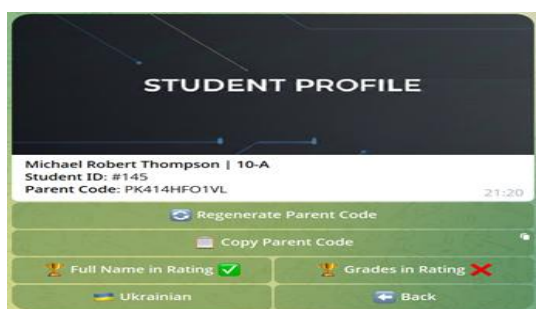 STUDENT PROFILE
Michael Robert Thompson | 10-A
Student ID: #145
Parent Code: PK414HFO1VL
21:20
Regenerate Parent Code
Copy Parent Code
Full Name in Rating
Grades in Rating
Ukrainian
Back